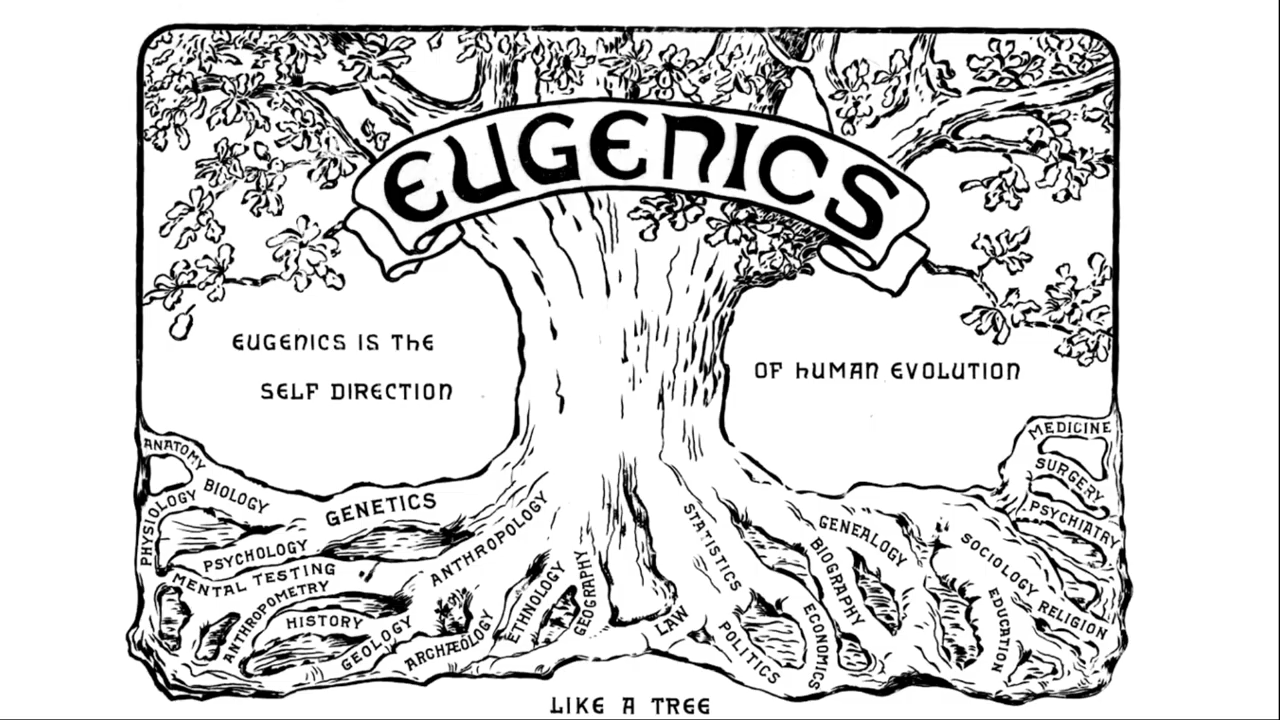 EUGENICS
EUGENICS IS THE
SELF DIRECTION
OF HUMAN EVOLUTION
ANATOMY
PHYSIOLOGY
BIOLOGY
GENETICS
PSYCHOLOGY
MENTAL TESTING
ANTHROPOMETRY
HISTORY
GEOLOGY
ANTHROPOLOGY
ARCHÆOLOGY
ETHNOLOGY
GEOGRAPHY
LAW
STATISTICS
POLITICS
ECONOMICS
BIOGRAPHY
GENEALOGY
SOCIOLOGY
EDUCATION
RELIGION
PSYCHIATRY
SURGERY
MEDICINE
LIKE A TREE